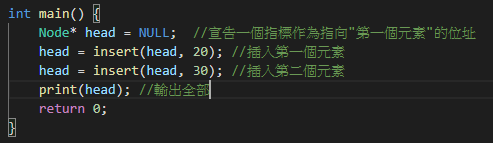 int main() {
    Node* head = NULL;  //宣告一個指標作為指向"第一個元素"的位址
    head = insert(head, 20); //插入第一個元素
    head = insert(head, 30); //插入第二個元素
    print(head); //輸出全部
    return 0;
}